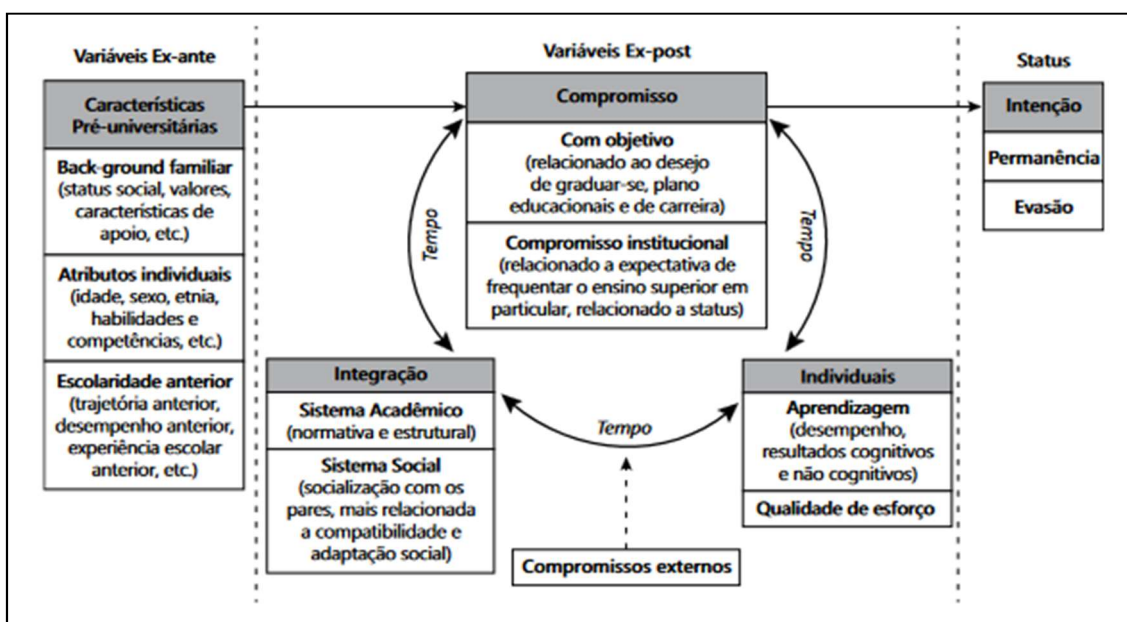 Variáveis Ex-ante
Características
Pré-universitárias
Back-ground familiar
(status social, valores,
características de
apoio, etc.)
Atributos individuais
(idade, sexo, etnia,
habilidades e
competências, etc.)
Escolaridade anterior
(trajetória anterior,
desempenho anterior,
experiência escolar
anterior, etc.)
Variáveis Ex-post
Compromisso
Com objetivo
(relacionado ao desejo
de graduar-se, plano
educacionais e de carreira)
Compromisso institucional
(relacionado a expectativa de
frequentar o ensino superior em
particular, relacionado a status)
Tempo
Tempo
Integração
Sistema Acadêmico
(normativa e estrutural)
Sistema Social
(socialização com os
pares, mais relacionada
a compatibilidade e
adaptação social)
Tempo
Compromissos externos
Individuais
Aprendizagem
(desempenho,
resultados cognitivos
e não cognitivos)
Qualidade de esforço
Status
Intenção
Permanência
Evasão